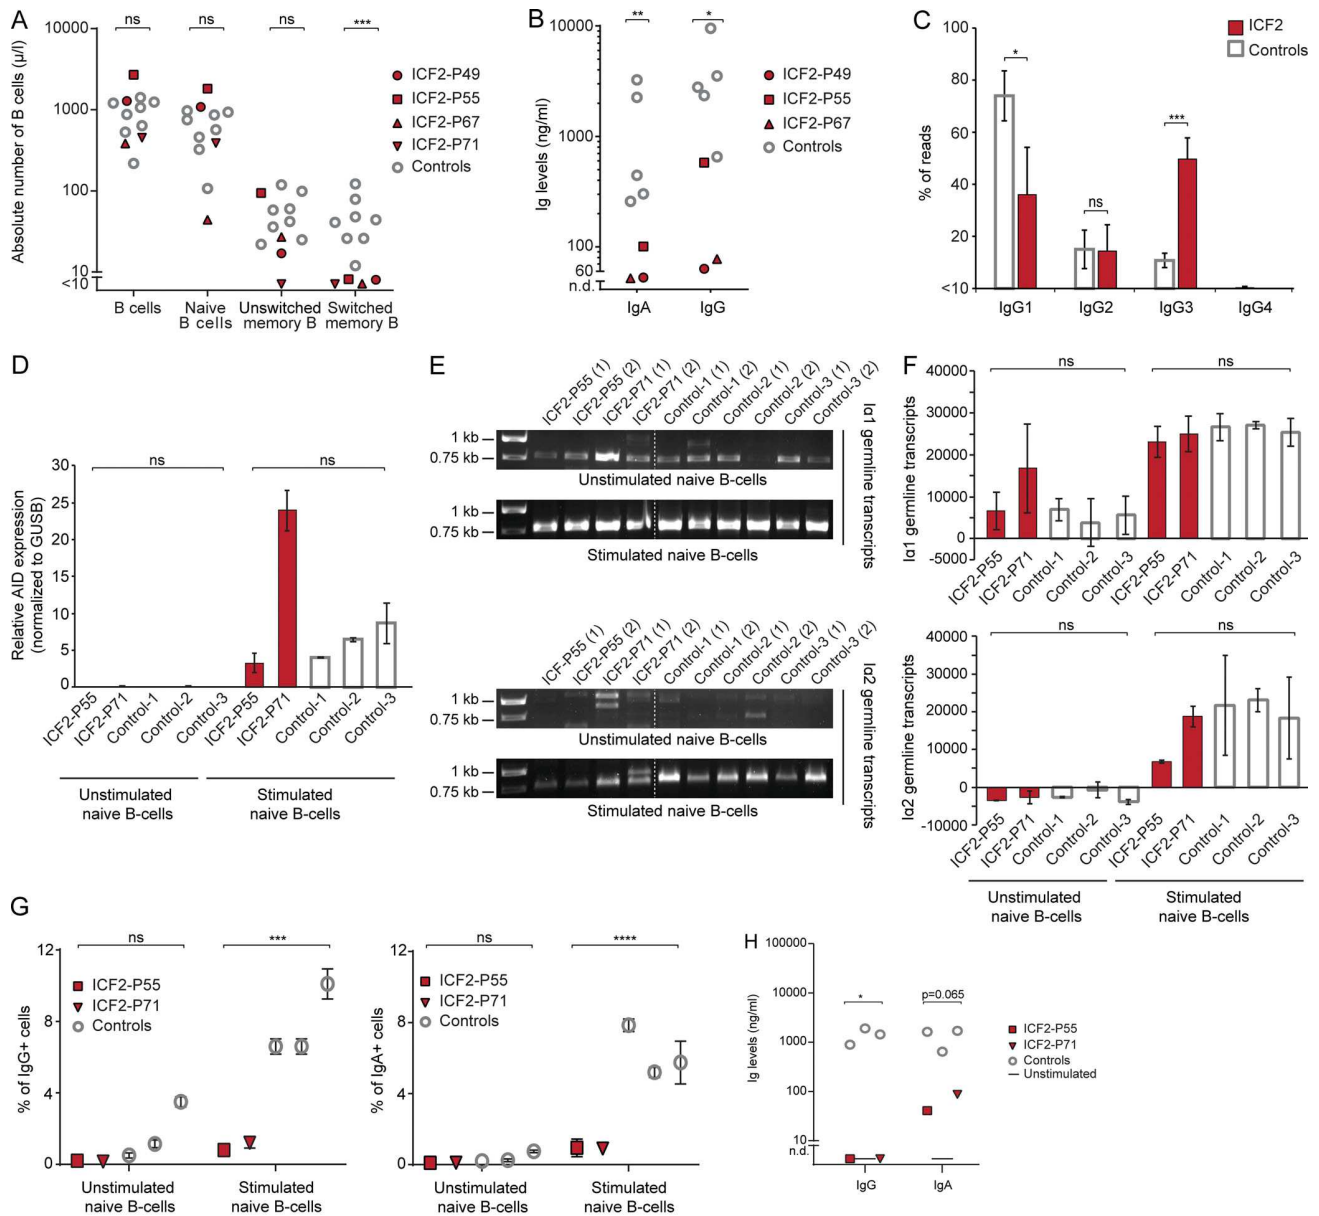 A
Absolute number of B cells (µ/l)
10000
1000
100
10
<10
ns
ns
ns
***
B cells
Naive
B cells
Unswitched
memory B
Switched
memory B
ICF2-P49
ICF2-P55
ICF2-P67
ICF2-P71
Controls
B
Ig levels (ng/ml)
10000
1000
100
60
n.d.
**
*
IgA
IgG
ICF2-P49
ICF2-P55
ICF2-P67
Controls
C
% of reads
100
80
60
40
20
<10
*
ns
***
IgG1
IgG2
IgG3
IgG4
ICF2
Controls
D
Relative AID expression
(normalized to GUSB)
30
25
20
15
10
5
0
ns
ns
ICF2-P55
ICF2-P71
Control-1
Control-2
Control-3
ICF2-P55
ICF2-P71
Control-1
Control-2
Control-3
Unstimulated
naive B-cells
Stimulated
naive B-cells
E
ICF2-P55 (1)
ICF2-P55 (2)
ICF2-P71 (1)
ICF2-P71 (2)
Control-1 (1)
Control-1 (2)
Control-2 (1)
Control-2 (2)
Control-3 (1)
Control-3 (2)
1 kb
0.75 kb
Unstimulated naive B-cells
1 kb
0.75 kb
Stimulated naive B-cells
Iα1 germline transcripts
ICF-P55 (1)
ICF2-P55 (2)
ICF2-P71 (1)
ICF2-P71 (2)
Control-1 (1)
Control-1 (2)
Control-2 (1)
Control-2 (2)
Control-3 (1)
Control-3 (2)
1 kb
0.75 kb
Unstimulated naive B-cells
1 kb
0.75 kb
Stimulated naive B-cells
Iα2 germline transcripts
F
Iα1 germline transcripts
40000
30000
20000
10000
0
-5000
ns
ns
ICF2-P55
ICF2-P71
Control-1
Control-2
Control-3
ICF2-P55
ICF2-P71
Control-1
Control-2
Control-3
Iα2 germline transcripts
40000
30000
20000
10000
0
-10000
ns
ns
ICF2-P55
ICF2-P71
Control-1
Control-2
Control-3
ICF2-P55
ICF2-P71
Control-1
Control-2
Control-3
Unstimulated
naive B-cells
Stimulated
naive B-cells
G
% of IgG+ cells
12
8
4
0
ns
***
ICF2-P55
ICF2-P71
Controls
Unstimulated
naive B-cells
Stimulated
naive B-cells
% of IgA+ cells
12
8
4
0
ns
****
ICF2-P55
ICF2-P71
Controls
Unstimulated
naive B-cells
Stimulated
naive B-cells
H
Ig levels (ng/ml)
100000
10000
1000
100
10
n.d.
*
p=0.065
IgG
IgA
ICF2-P55
ICF2-P71
Controls
Unstimulated